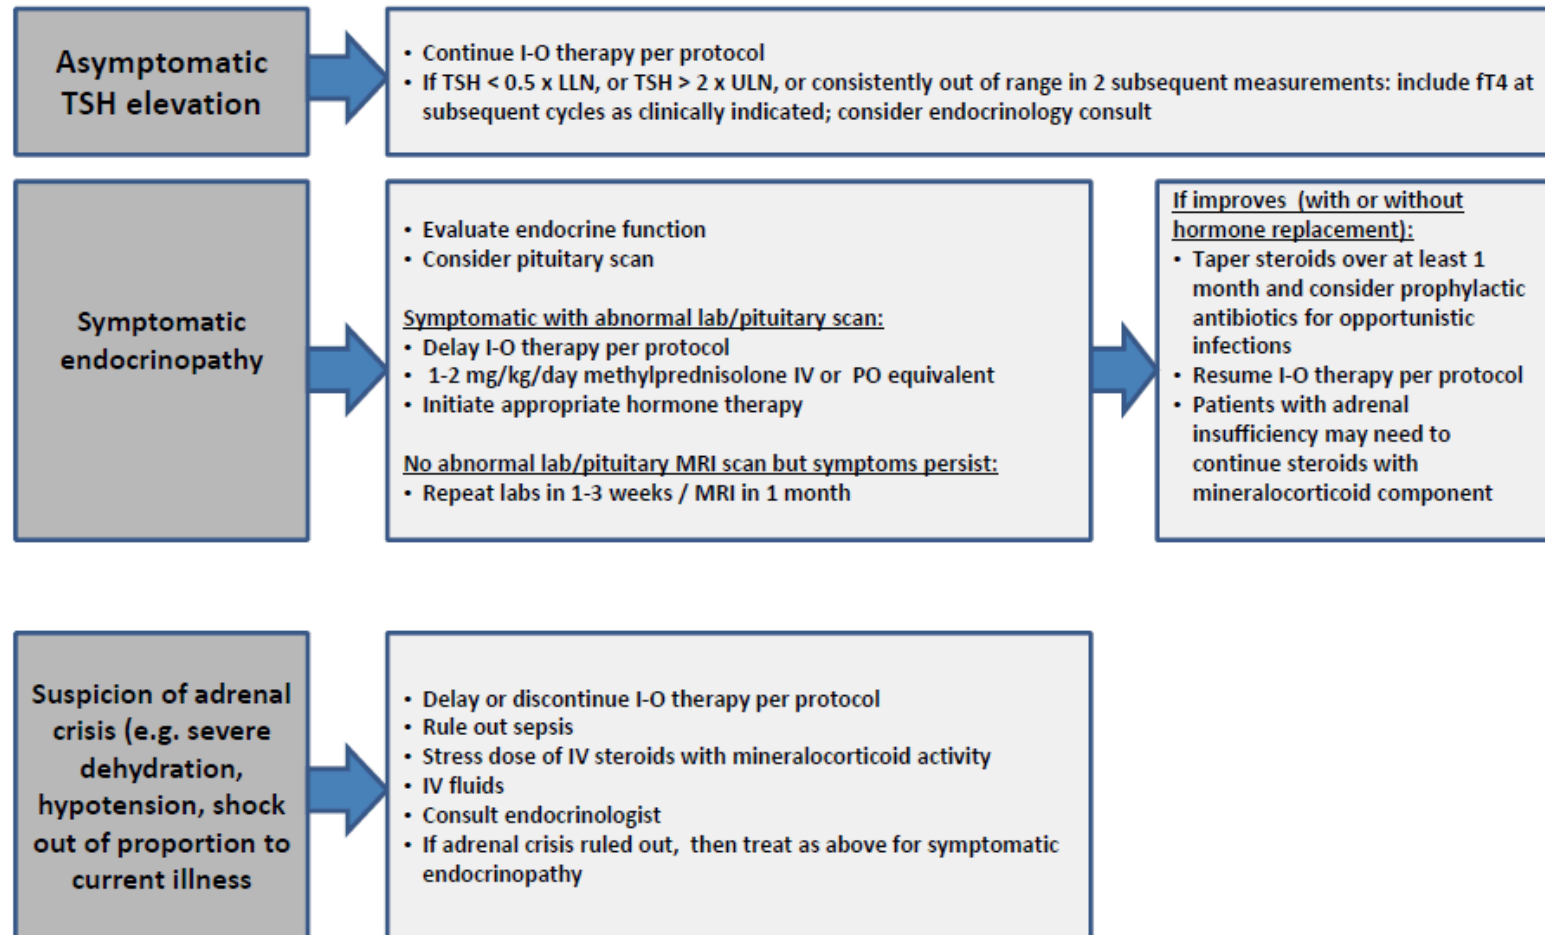 Asymptomatic
TSH elevation
• Continue I-O therapy per protocol
• If TSH < 0.5 x LLN, or TSH > 2 x ULN, or consistently out of range in 2 subsequent measurements: include fT4 at
subsequent cycles as clinically indicated; consider endocrinology consult
Symptomatic
endocrinopathy
• Evaluate endocrine function
• Consider pituitary scan
Symptomatic with abnormal lab/pituitary scan:
• Delay I-O therapy per protocol
• 1-2 mg/kg/day methylprednisolone IV or PO equivalent
• Initiate appropriate hormone therapy
No abnormal lab/pituitary MRI scan but symptoms persist:
• Repeat labs in 1-3 weeks / MRI in 1 month
If improves (with or without
hormone replacement):
• Taper steroids over at least 1
month and consider prophylactic
antibiotics for opportunistic
infections
• Resume I-O therapy per protocol
• Patients with adrenal
insufficiency may need to
continue steroids with
mineralocorticoid component
Suspicion of adrenal
crisis (e.g. severe
dehydration,
hypotension, shock
out of proportion to
current illness
• Delay or discontinue I-O therapy per protocol
• Rule out sepsis
• Stress dose of IV steroids with mineralocorticoid activity
• IV fluids
• Consult endocrinologist
• If adrenal crisis ruled out, then treat as above for symptomatic
endocrinopathy